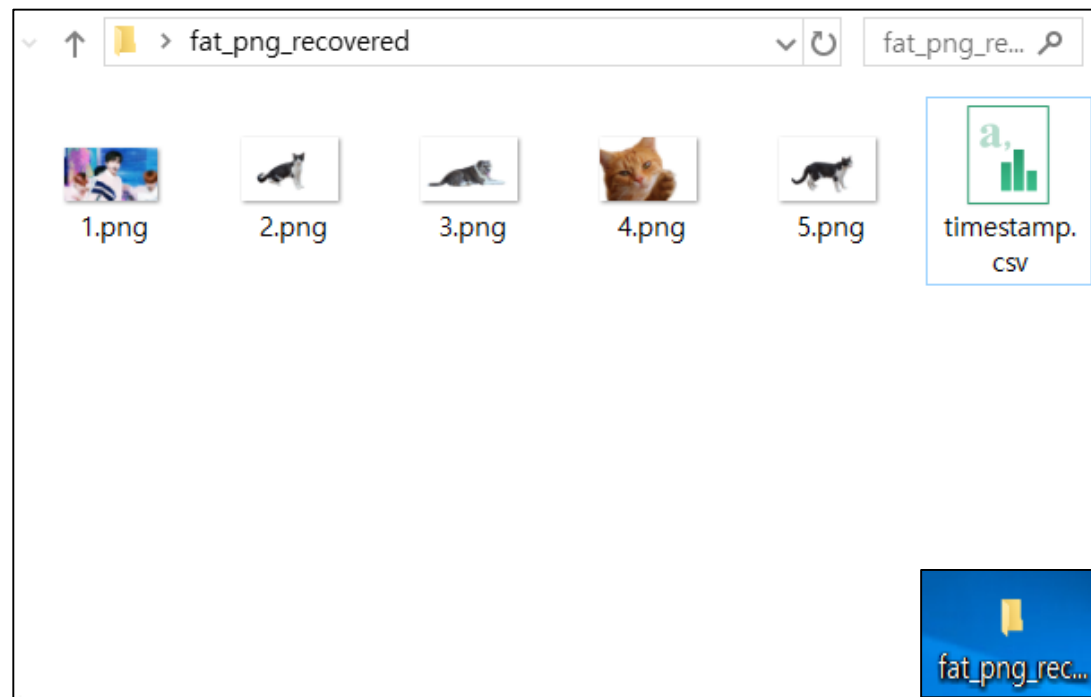 fat_png_recovered
fat_png_re...
1.png
2.png
3.png
4.png
5.png
a,
timestamp.
csv
fat_png_rec...